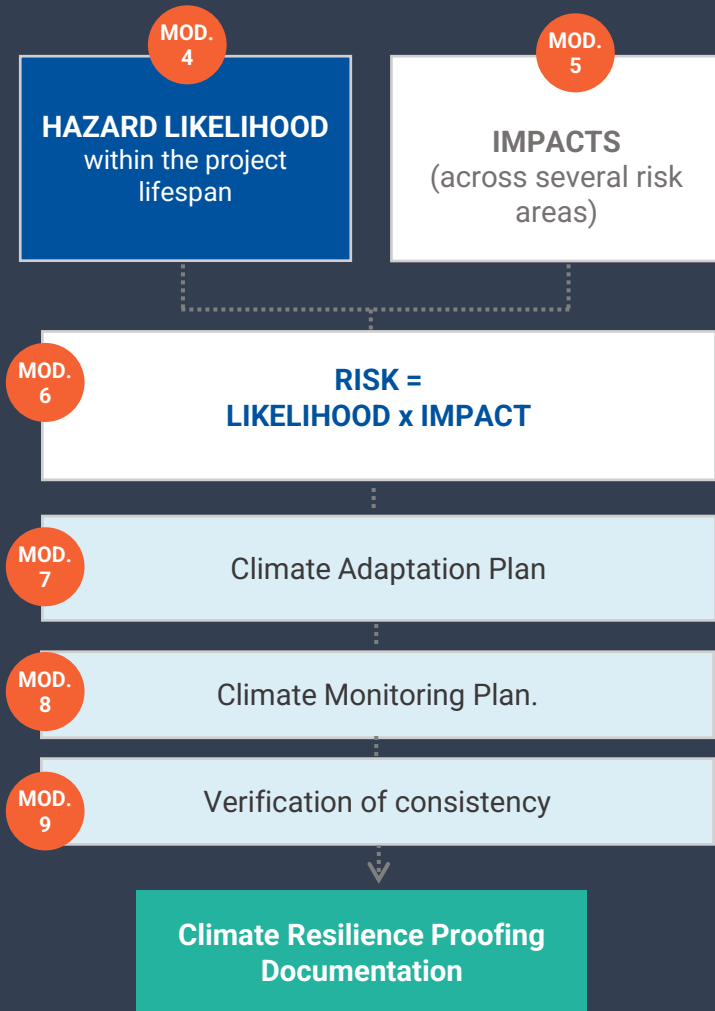 MOD.
4
HAZARD LIKELIHOOD
within the project
lifespan
MOD.
5
IMPACTS
(across several risk
areas)
MOD.
6
RISK =
LIKELIHOOD x IMPACT
MOD.
7
Climate Adaptation Plan
MOD.
8
Climate Monitoring Plan.
MOD.
9
Verification of consistency
Climate Resilience Proofing
Documentation